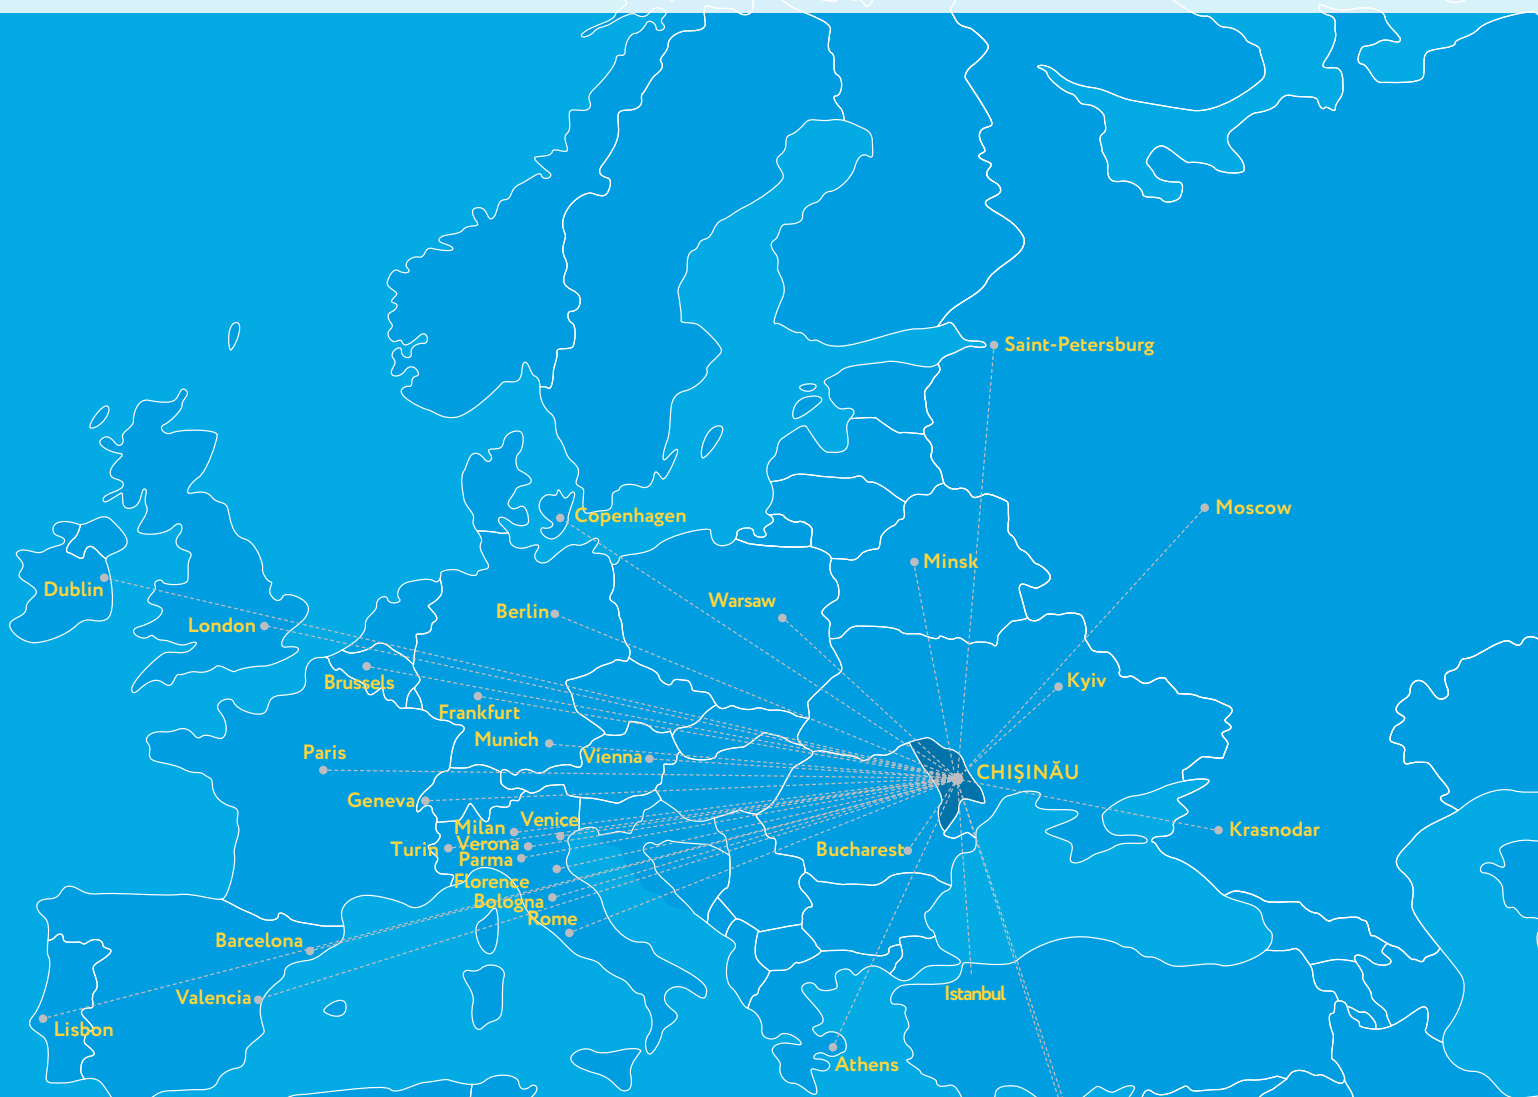 Saint-Petersburg
Moscow
Copenhagen
Minsk
Dublin
Warsaw
Berlin
London
Brussels
Kyiv
Frankfurt
Munich
Paris
Vienna
CHIȘINĂU
Geneva
Venice
Milan
Krasnodar
Turin
Verona
Bucharest
Parma
Florence
Bologna
Rome
Barcelona
Valencia
Istanbul
Lisbon
Athens